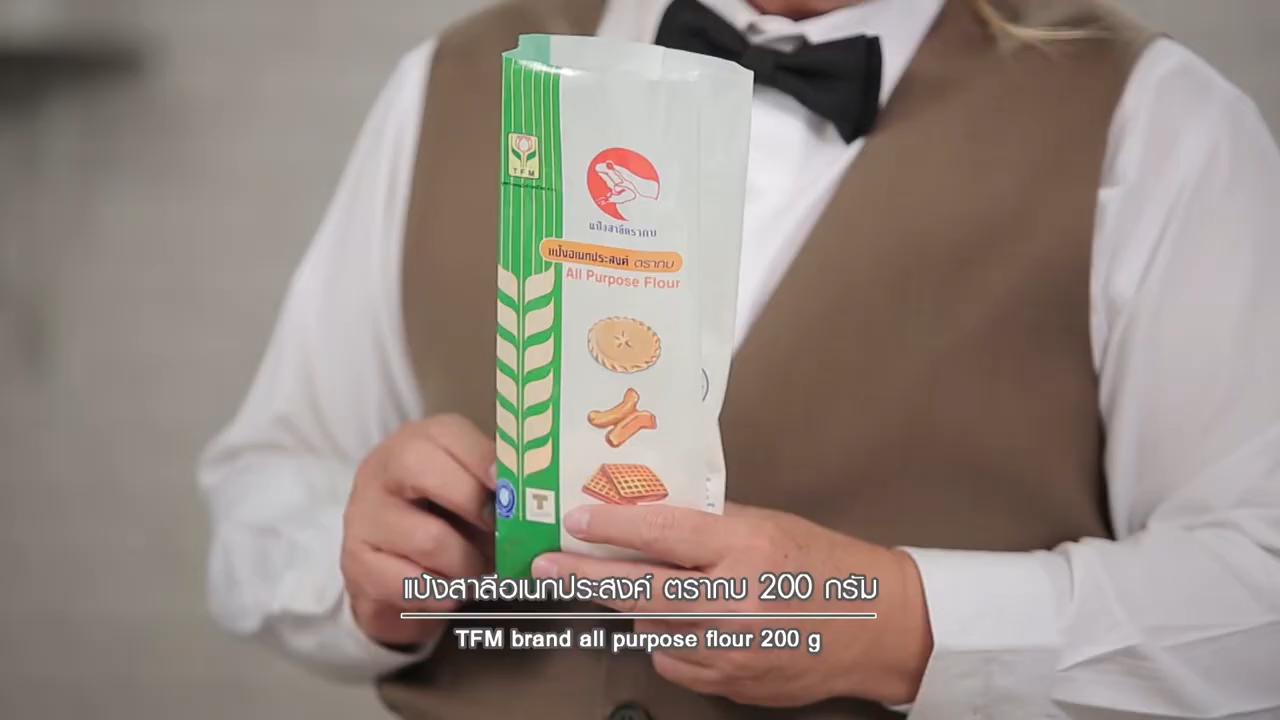 TFM
แป้งสาลีตรากบ
แป้งอเนกประสงค์ ตรากบ
All Purpose Flour
T
แป้งสาลีอเนกประสงค์ ตรากบ 200 กรัม
TFM brand all purpose flour 200 g